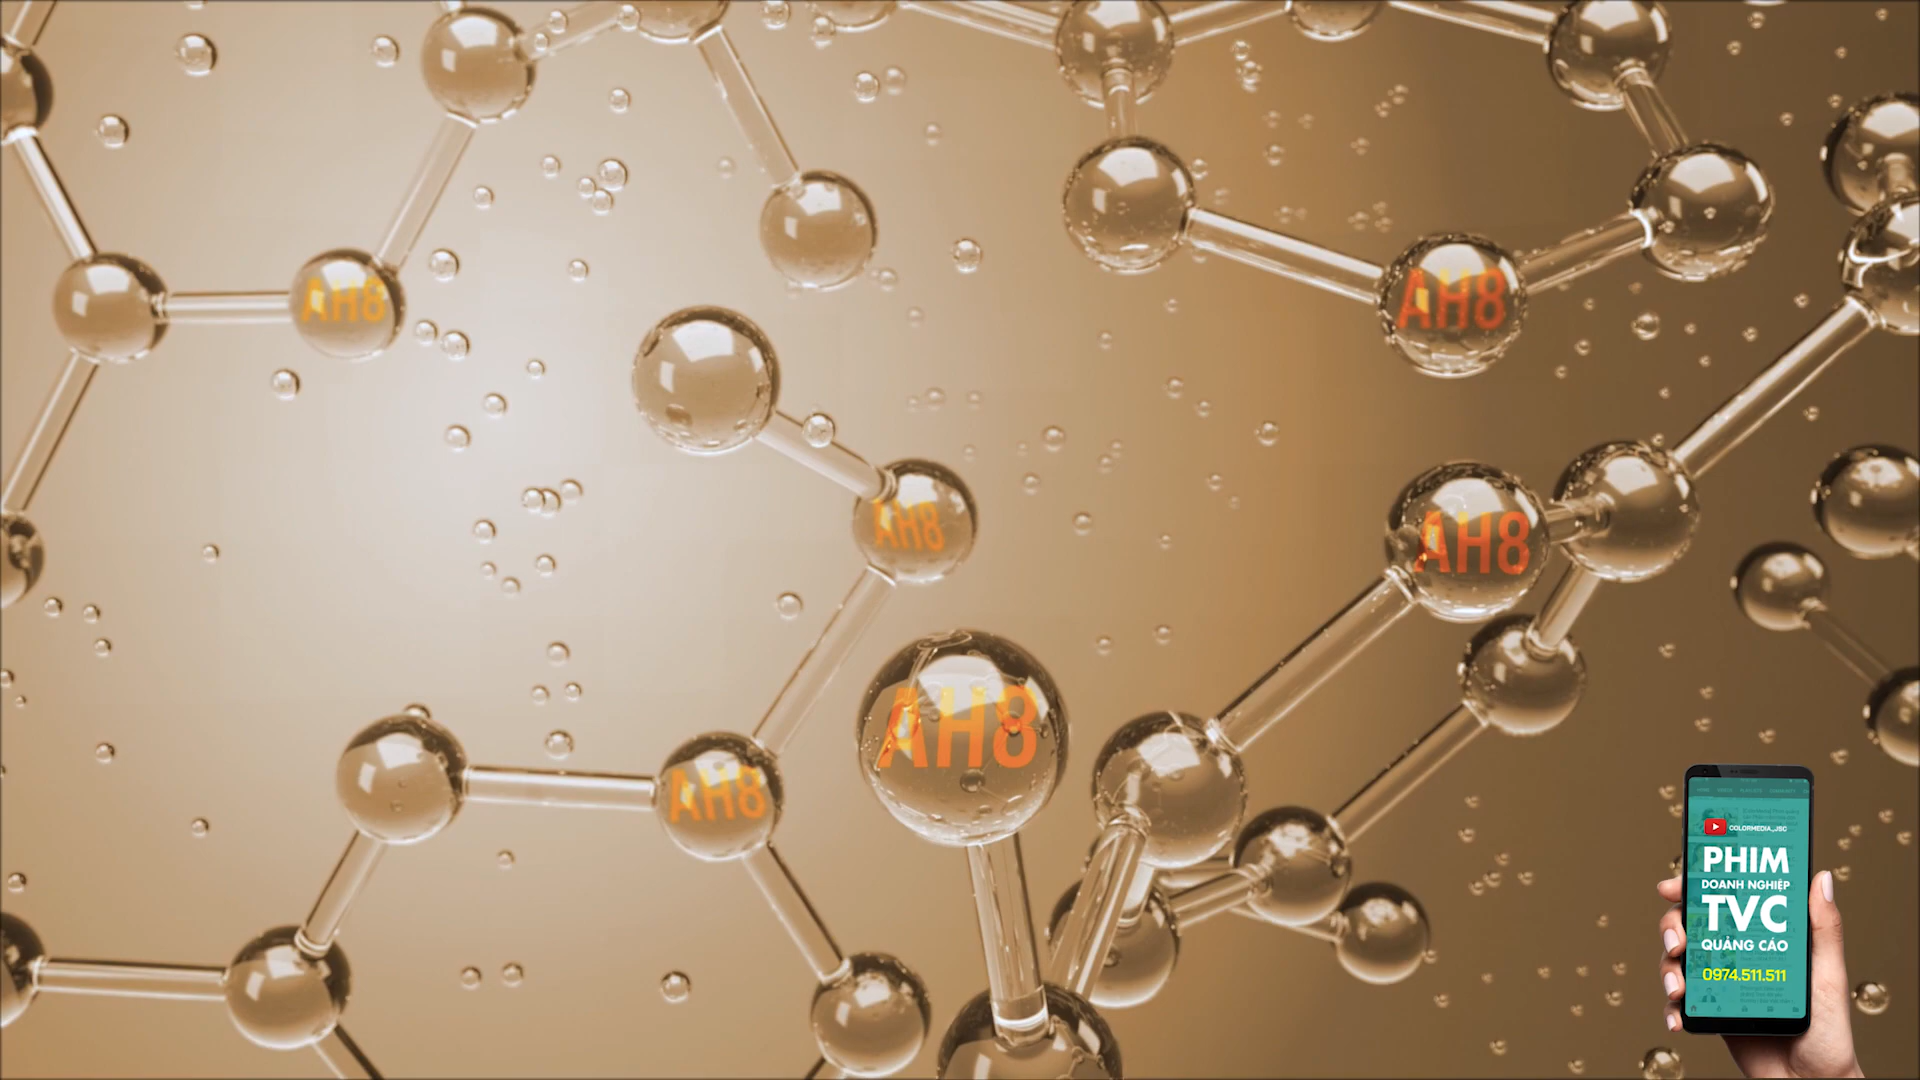 AH8
AH8
AH8
AH8
AH8
AH8
COLORMEDIA_JSC
PHIM
DOANH NGHIỆP
TVC
QUẢNG CÁO
0974.511.511